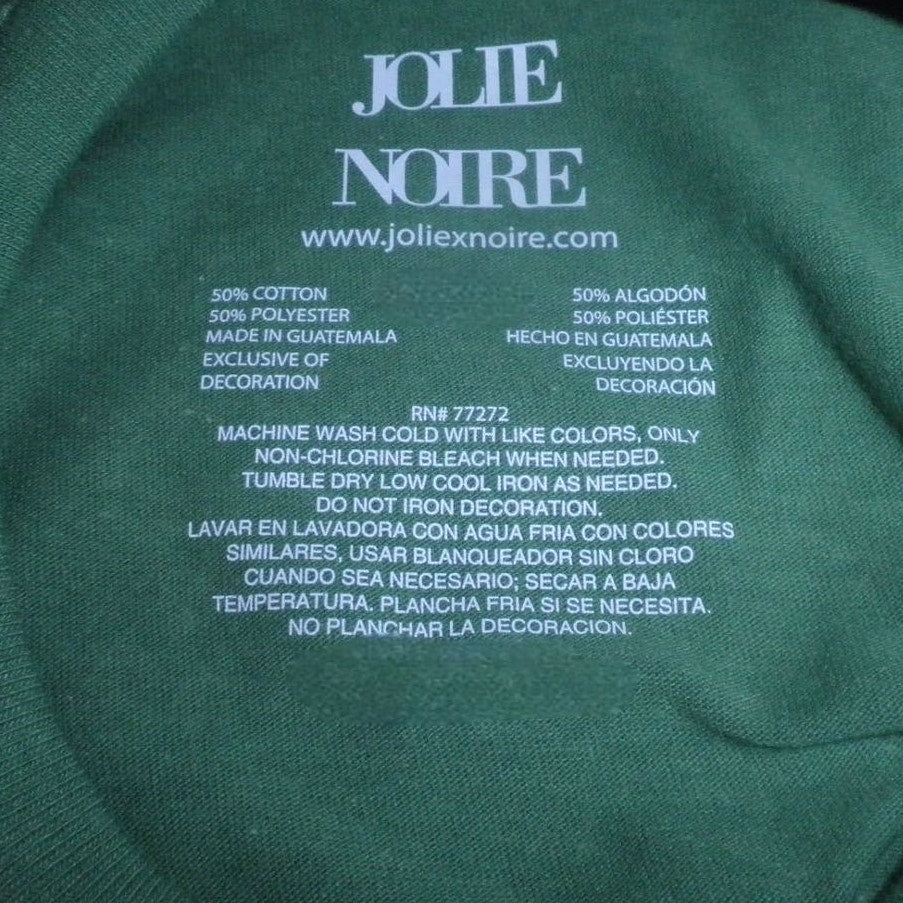 JOLIE
NOIRE
www.joliexnoire.com
50% COTTON
50% POLYESTER
MADE IN GUATEMALA
EXCLUSIVE OF
DECORATION
50% ALGODÓN
50% POLIÉSTER
HECHO EN GUATEMALA
EXCLUYENDO LA
DECORACIÓN
RN# 77272
MACHINE WASH COLD WITH LIKE COLORS, ONLY
NON-CHLORINE BLEACH WHEN NEEDED.
TUMBLE DRY LOW COOL IRON AS NEEDED.
DO NOT IRON DECORATION.
LAVAR EN LAVADORA CON AGUA FRIA CON COLORES
SIMILARES, USAR BLANQUEADOR SIN CLORO
CUANDO SEA NECESARIO; SECAR A BAJA
TEMPERATURA. PLANCHA FRIA SI SE NECESITA.
NO PLANCHAR LA DECORACION.